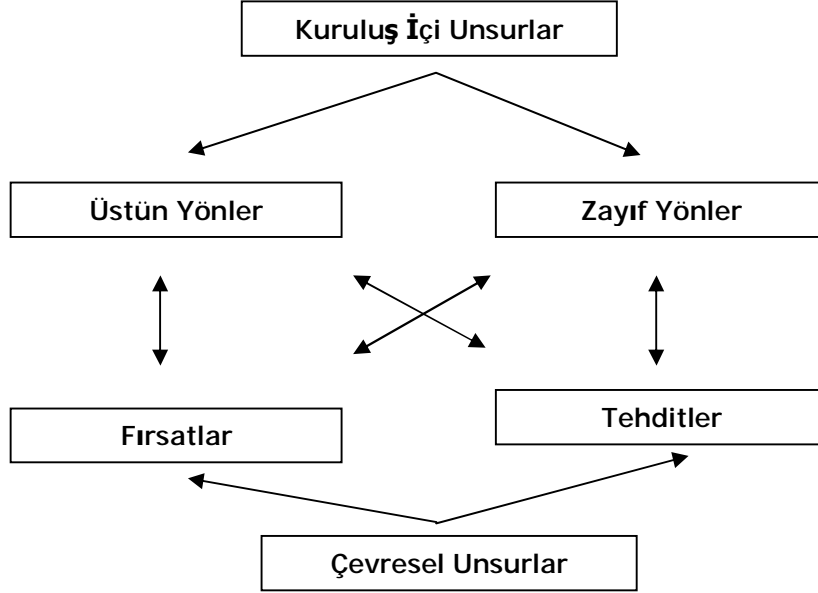 Kuruluş İçi Unsurlar
Üstün Yönler
Zayıf Yönler
Fırsatlar
Tehditler
Çevresel Unsurlar